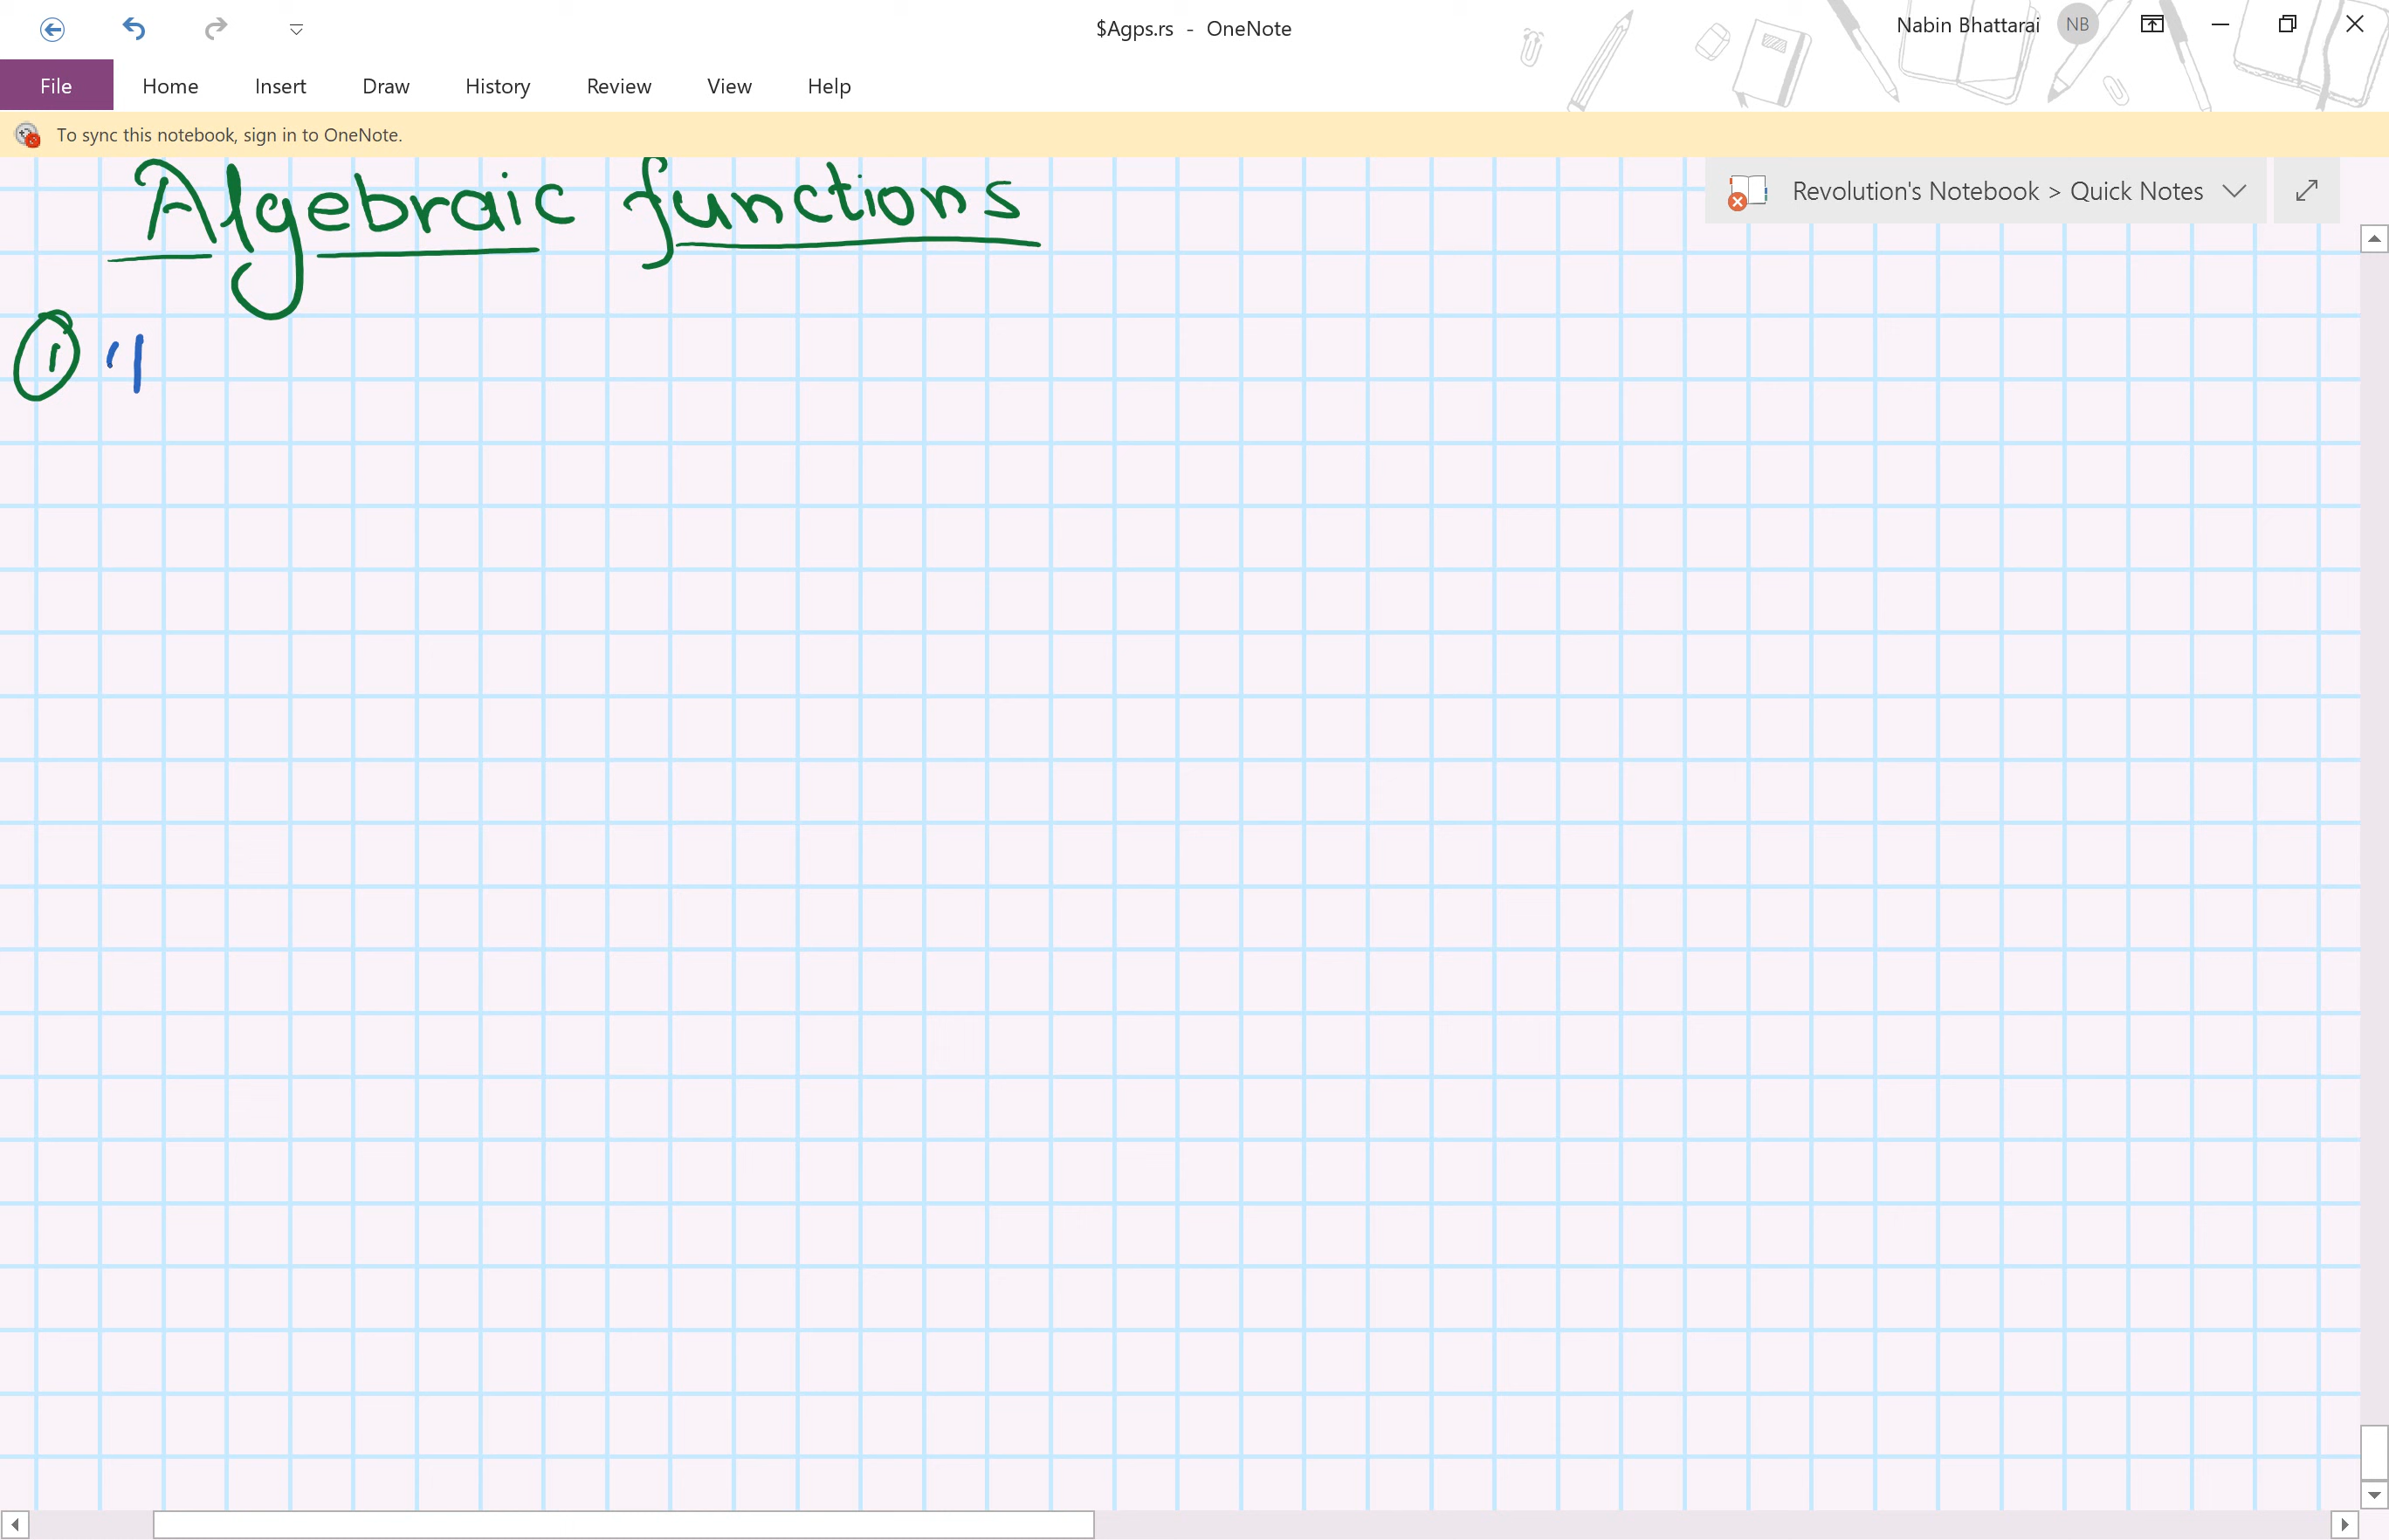 $Agps.rs - OneNote
Nabin Bhattarai NB
File Home Insert Draw History Review View Help
To sync this notebook, sign in to OneNote.
Revolution's Notebook > Quick Notes
Algebraic functions
①